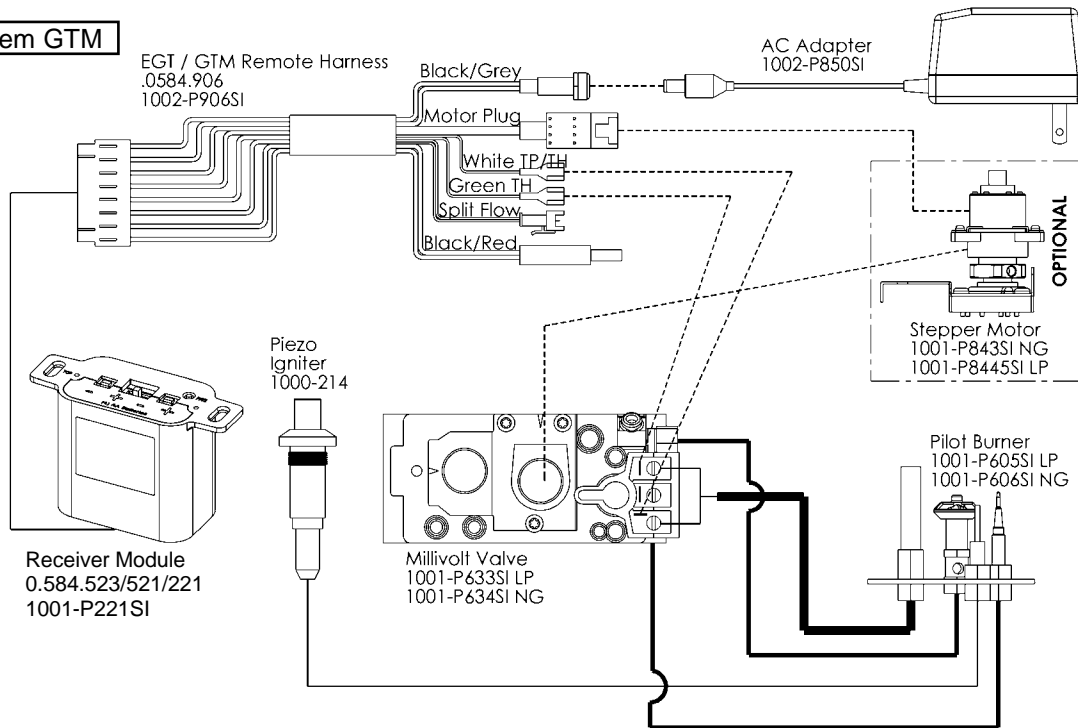 em GTM
EGT / GTM Remote Harness
.0584.906
1002-P906SI
Black/Grey
Motor Plug
White TP/TH
Green TH
Split Flow
Black/Red
AC Adapter
1002-P850SI
OPTIONAL
Stepper Motor
1001-P843SI NG
1001-P8445SI LP
Piezo
Igniter
1000-214
Receiver Module
0.584.523/521/221
1001-P221SI
Millivolt Valve
1001-P633SI LP
1001-P634SI NG
Pilot Burner
1001-P605SI LP
1001-P606SI NG